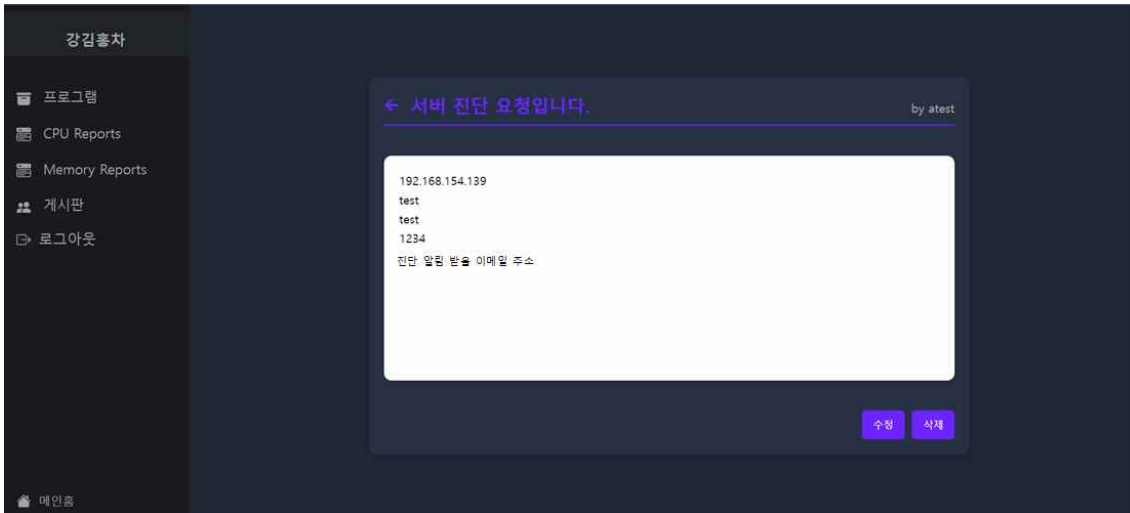 강김홍차
프로그램
CPU Reports
Memory Reports
게시판
로그아웃
메인홈
← 서버 진단 요청입니다.
by atest
192.168.154.139
test
test
1234
진단 알림 받을 이메일 주소
수정
삭제